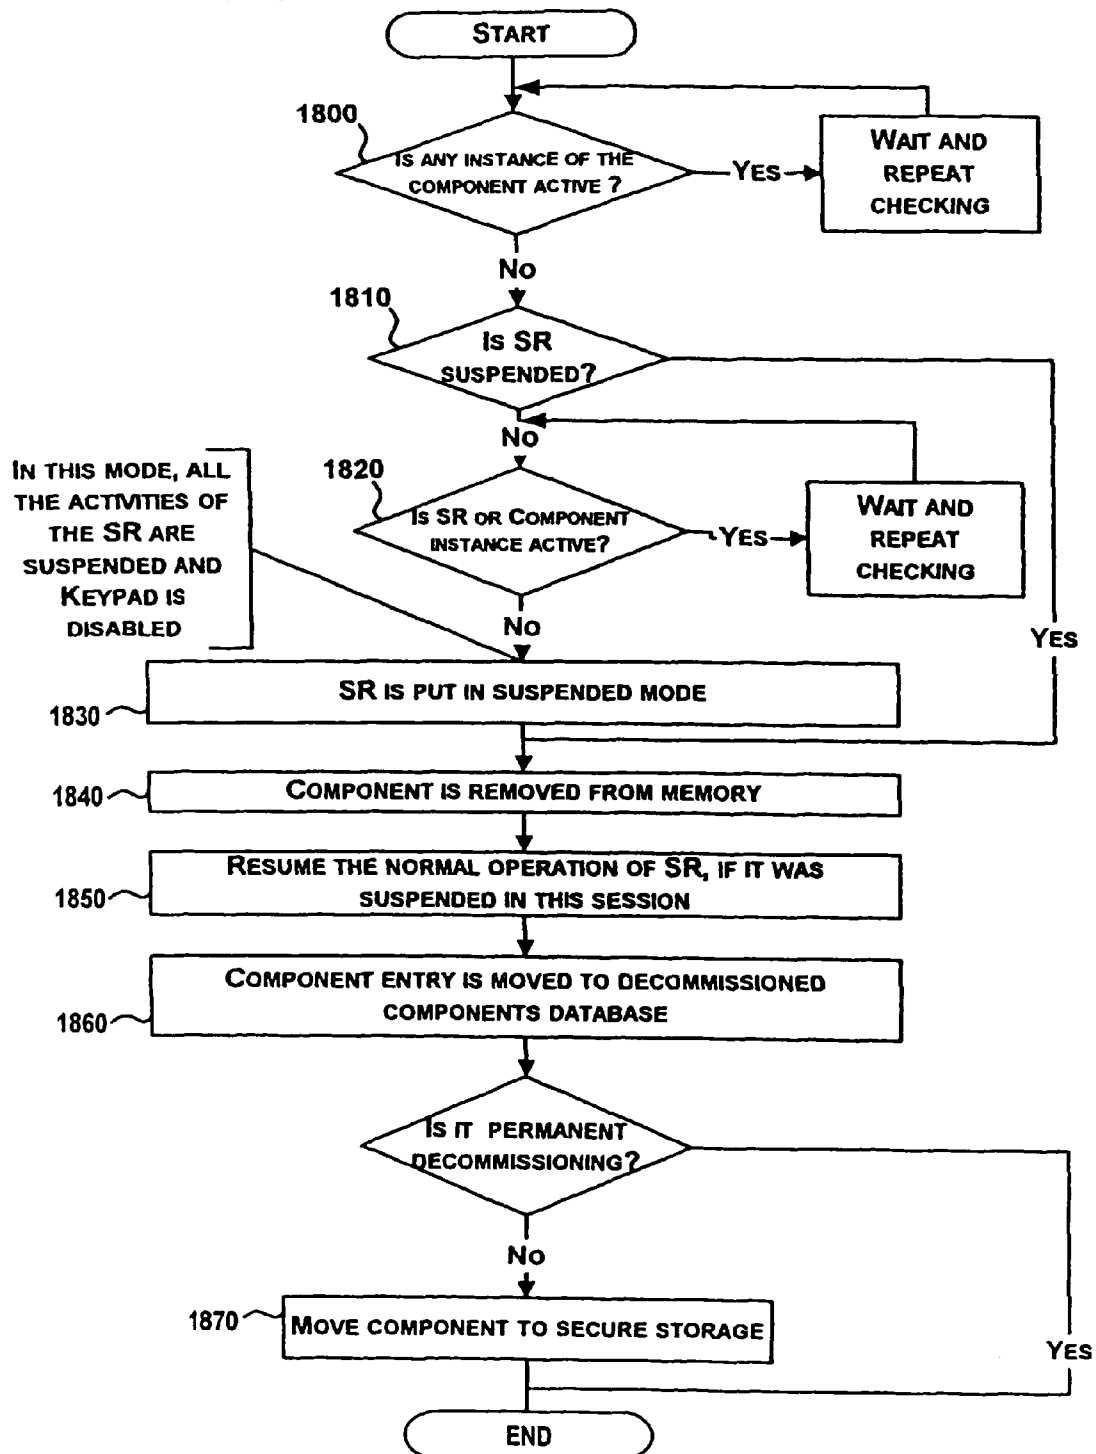 START
1800
IS ANY INSTANCE OF THE
COMPONENT ACTIVE ?
YES
WAIT AND
REPEAT
CHECKING
NO
1810
IS SR
SUSPENDED?
NO
1820
IS SR OR COMPONENT
INSTANCE ACTIVE?
YES
WAIT AND
REPEAT
CHECKING
IN THIS MODE, ALL
THE ACTIVITIES OF
THE SR ARE
SUSPENDED AND
KEYPAD IS
DISABLED
NO
YES
SR IS PUT IN SUSPENDED MODE
1830
COMPONENT IS REMOVED FROM MEMORY
1840
RESUME THE NORMAL OPERATION OF SR, IF IT WAS
SUSPENDED IN THIS SESSION
1850
COMPONENT ENTRY IS MOVED TO DECOMMISSIONED
COMPONENTS DATABASE
1860
IS IT PERMANENT
DECOMMISSIONING?
NO
1870
MOVE COMPONENT TO SECURE STORAGE
YES
END